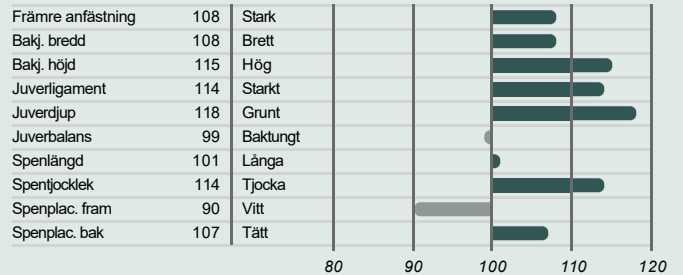 Främre anfästning 108 Stark
Bakj. bredd 108 Brett
Bakj. höjd 115 Hög
Juverligament 114 Starkt
Juverdjup 118 Grunt
Juverbalans 99 Baktungt
Spenlängd 101 Långa
Spentjocklek 114 Tjocka
Spenplac. fram 90 Vitt
Spenplac. bak 107 Tätt
80 90 100 110 120